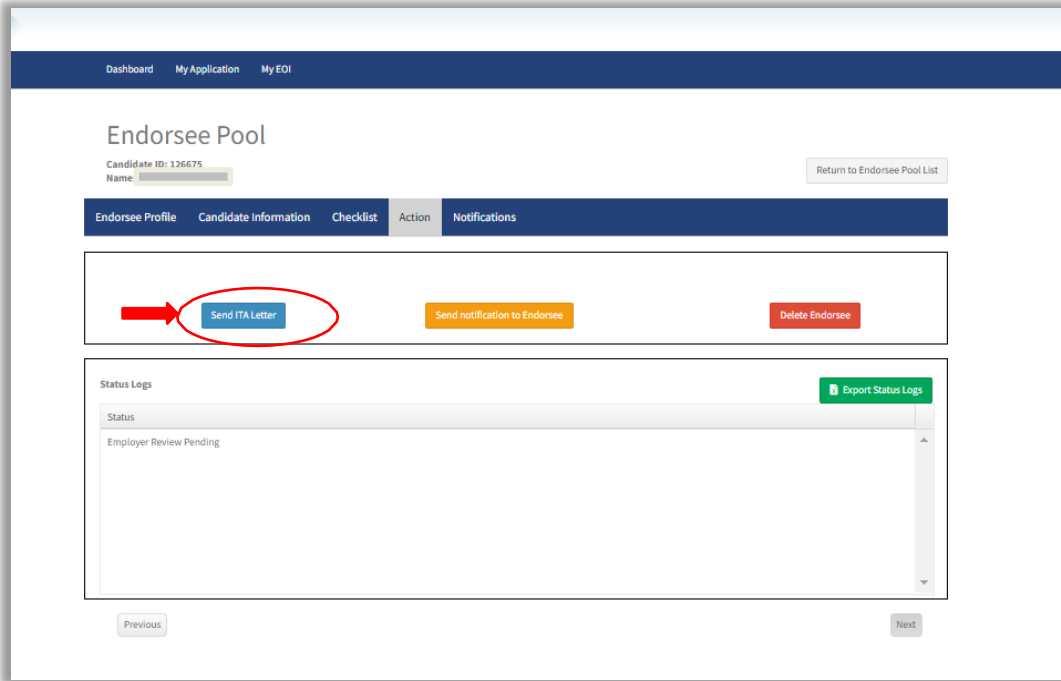 Dashboard My Application My EOI
Endorsee Pool
Candidate ID: 126675
Name
Return to Endorsee Pool List
Endorsee Profile Candidate Information Checklist Action Notifications
Send ITA Letter Send notification to Endorsee Delete Endorsee
Status Logs
Export Status Logs
Status
Employer Review Pending
Previous Next